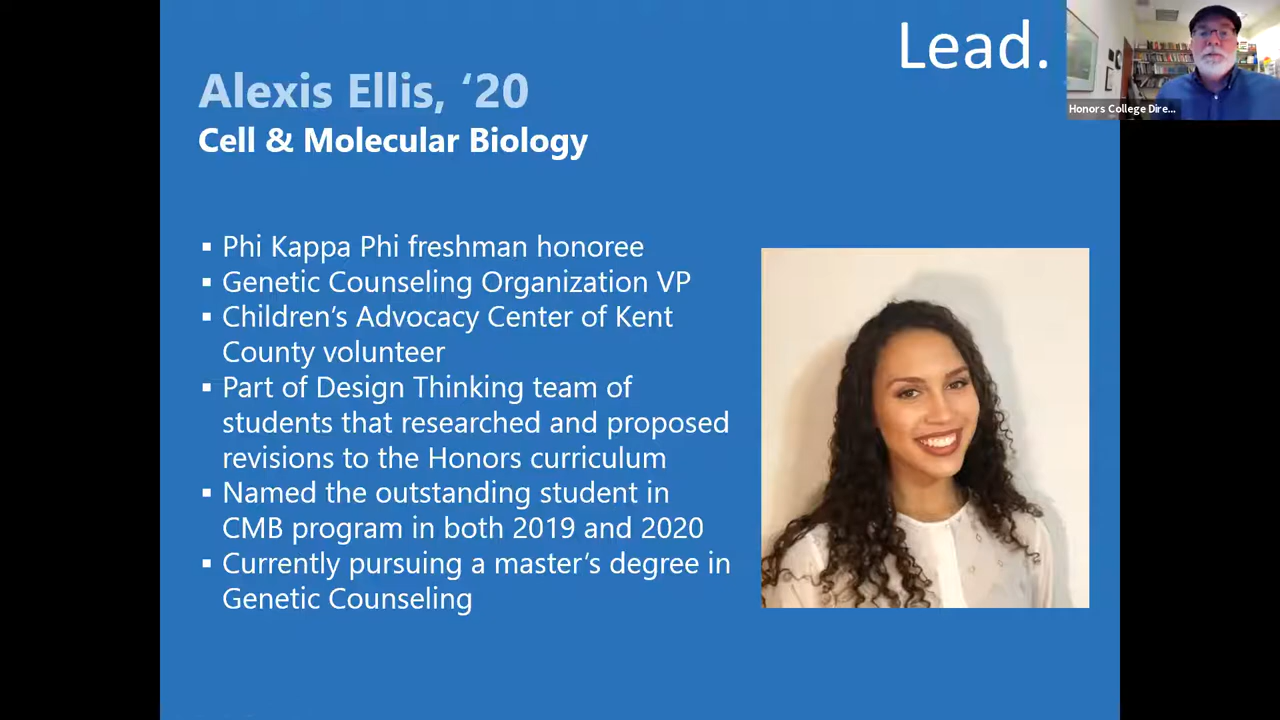 Lead.
Honors College Dire...
Alexis Ellis, ‘20
Cell & Molecular Biology
▪ Phi Kappa Phi freshman honoree
▪ Genetic Counseling Organization VP
▪ Children’s Advocacy Center of Kent
County volunteer
▪ Part of Design Thinking team of
students that researched and proposed
revisions to the Honors curriculum
▪ Named the outstanding student in
CMB program in both 2019 and 2020
▪ Currently pursuing a master’s degree in
Genetic Counseling